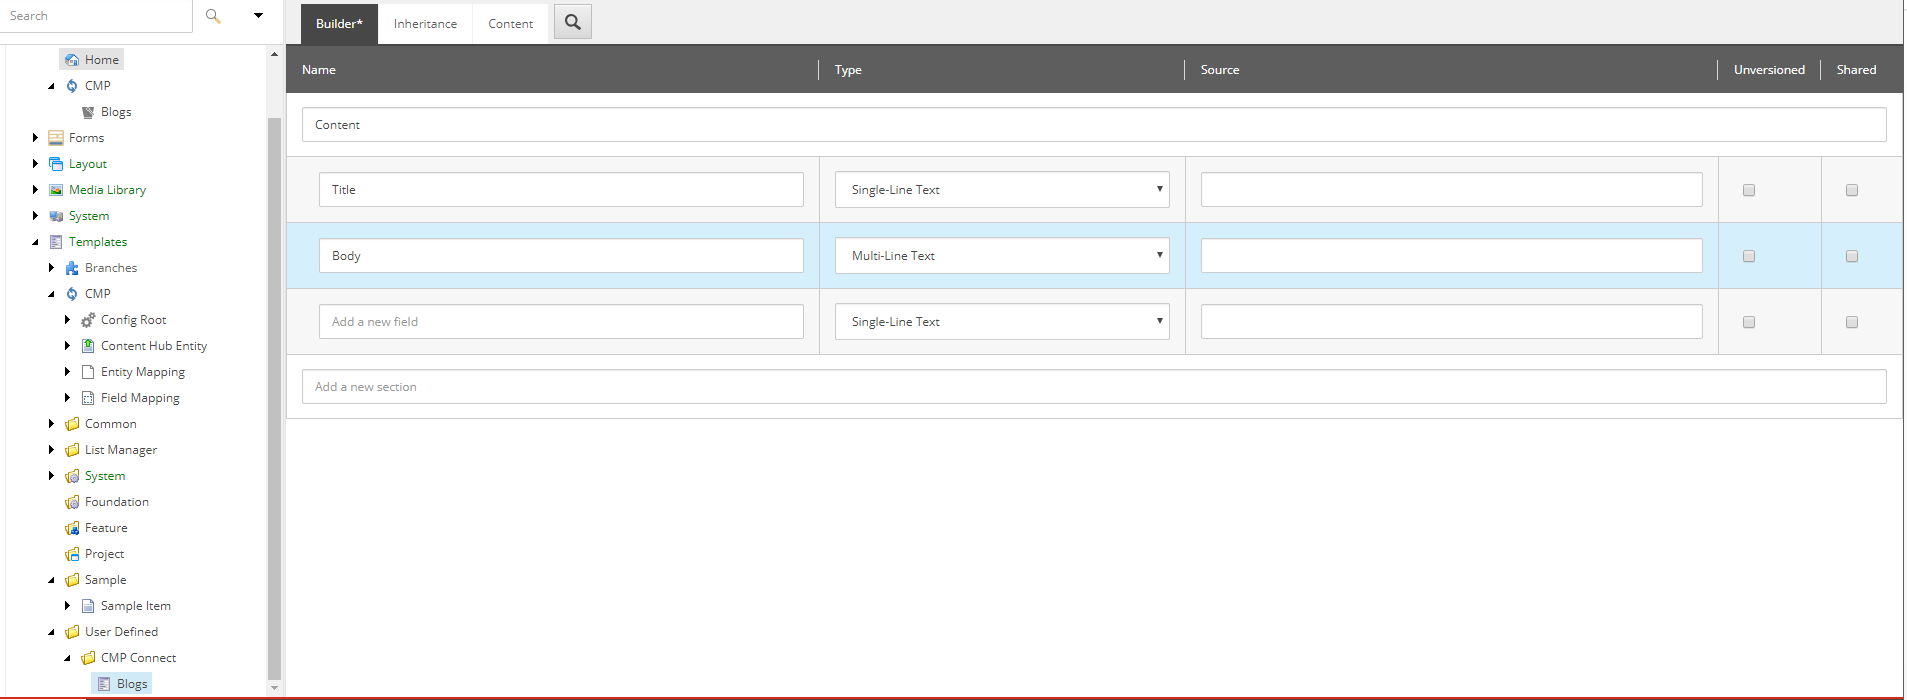 Search
Home
CMP
Blogs
Forms
Layout
Media Library
System
Templates
Branches
CMP
Config Root
Content Hub Entity
Entity Mapping
Field Mapping
Common
List Manager
System
Foundation
Feature
Project
Sample
Sample Item
User Defined
CMP Connect
Blogs
Builder* Inheritance Content
Name Type Source Unversioned Shared
Content
Title Single-Line Text
Body Multi-Line Text
Add a new field Single-Line Text
Add a new section